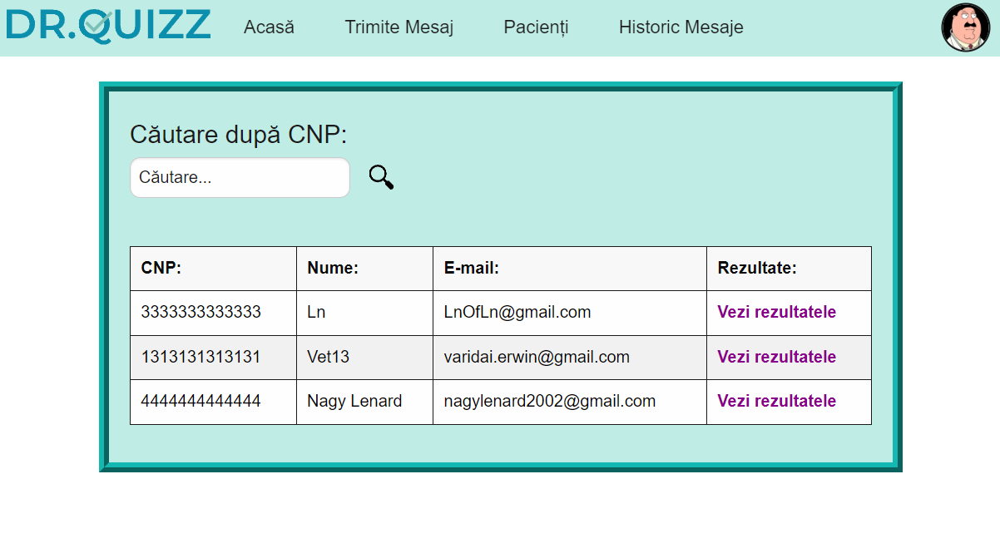 DR.QUIZZ Acasă Trimite Mesaj Pacienți Historic Mesaje
Căutare după CNP:
Căutare...
CNP: Nume: E-mail: Rezultate:
3333333333333 Ln LnOfLn@gmail.com Vezi rezultatele
1313131313131 Vet13 varidai.erwin@gmail.com Vezi rezultatele
4444444444444 Nagy Lenard nagylenard2002@gmail.com Vezi rezultatele